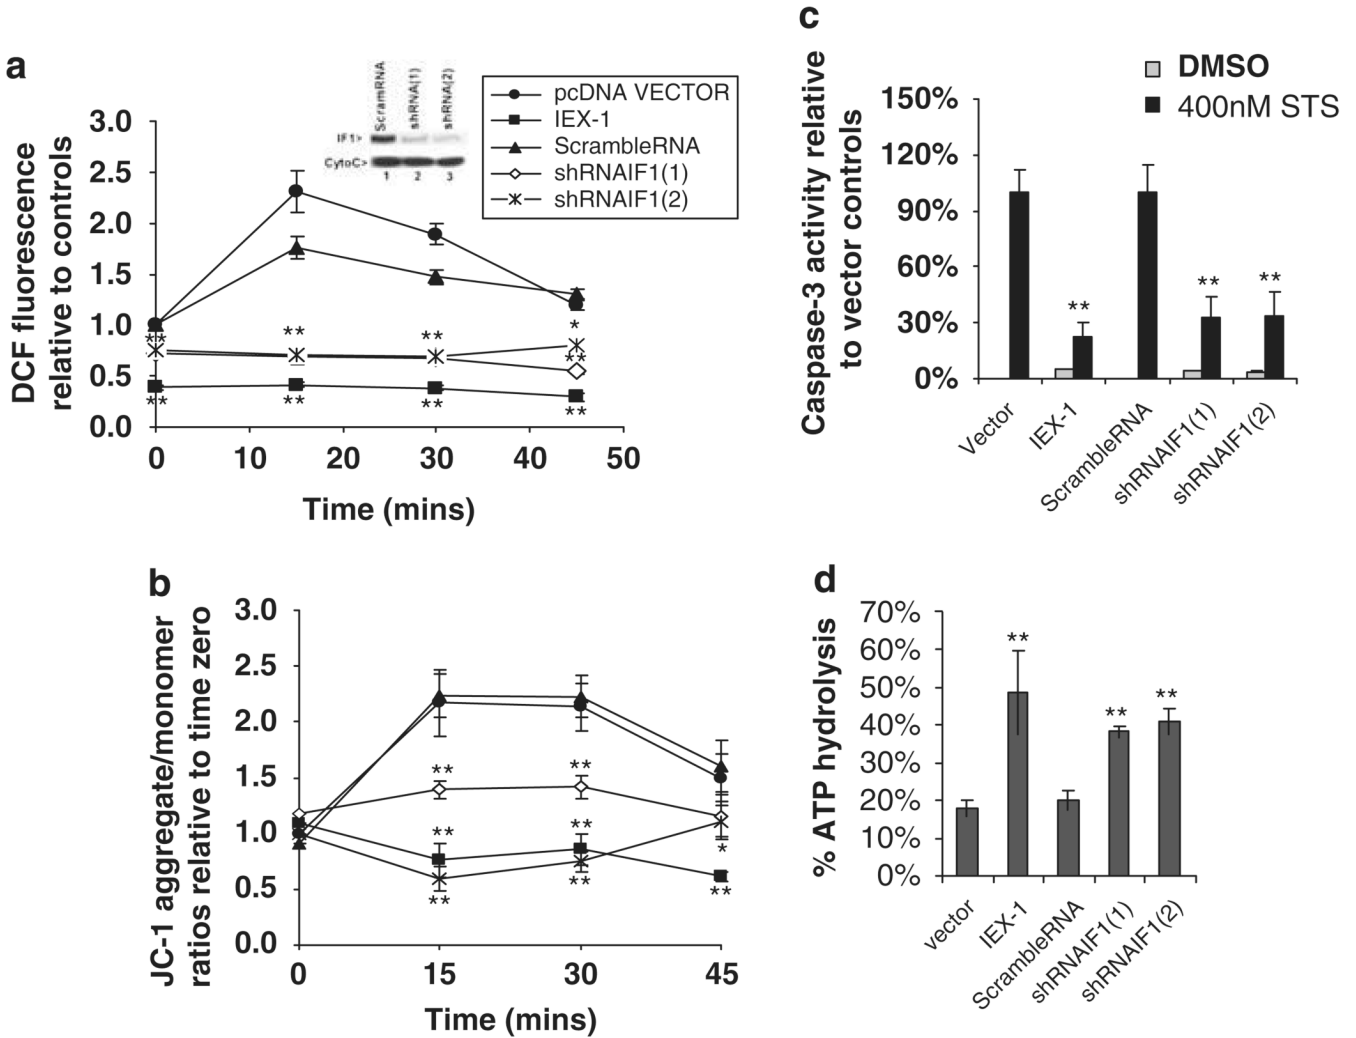 a
DCF fluorescence
relative to controls
3.0
2.5
2.0
1.5
1.0
0.5
0.0
0
10
20
30
40
50
Time (mins)
ScramRNA
shRNA(1)
shRNA(2)
IF1>
CytoC>
1
2
3
pcDNA VECTOR
IEX-1
ScrambleRNA
shRNAIF1(1)
shRNAIF1(2)
**
**
**
*
**
**
**
**
**
b
JC-1 aggregate/monomer
ratios relative to time zero
3.0
2.5
2.0
1.5
1.0
0.5
0.0
0
15
30
45
Time (mins)
**
**
**
**
*
**
**
**
c
Caspase-3 activity relative
to vector controls
DMSO
400nM STS
150%
120%
90%
60%
30%
0%
**
**
**
Vector
IEX-1
ScrambleRNA
shRNAIF1(1)
shRNAIF1(2)
d
% ATP hydrolysis
70%
60%
50%
40%
30%
20%
10%
0%
**
**
**
vector
IEX-1
ScrambleRNA
shRNAIF1(1)
shRNAIF1(2)